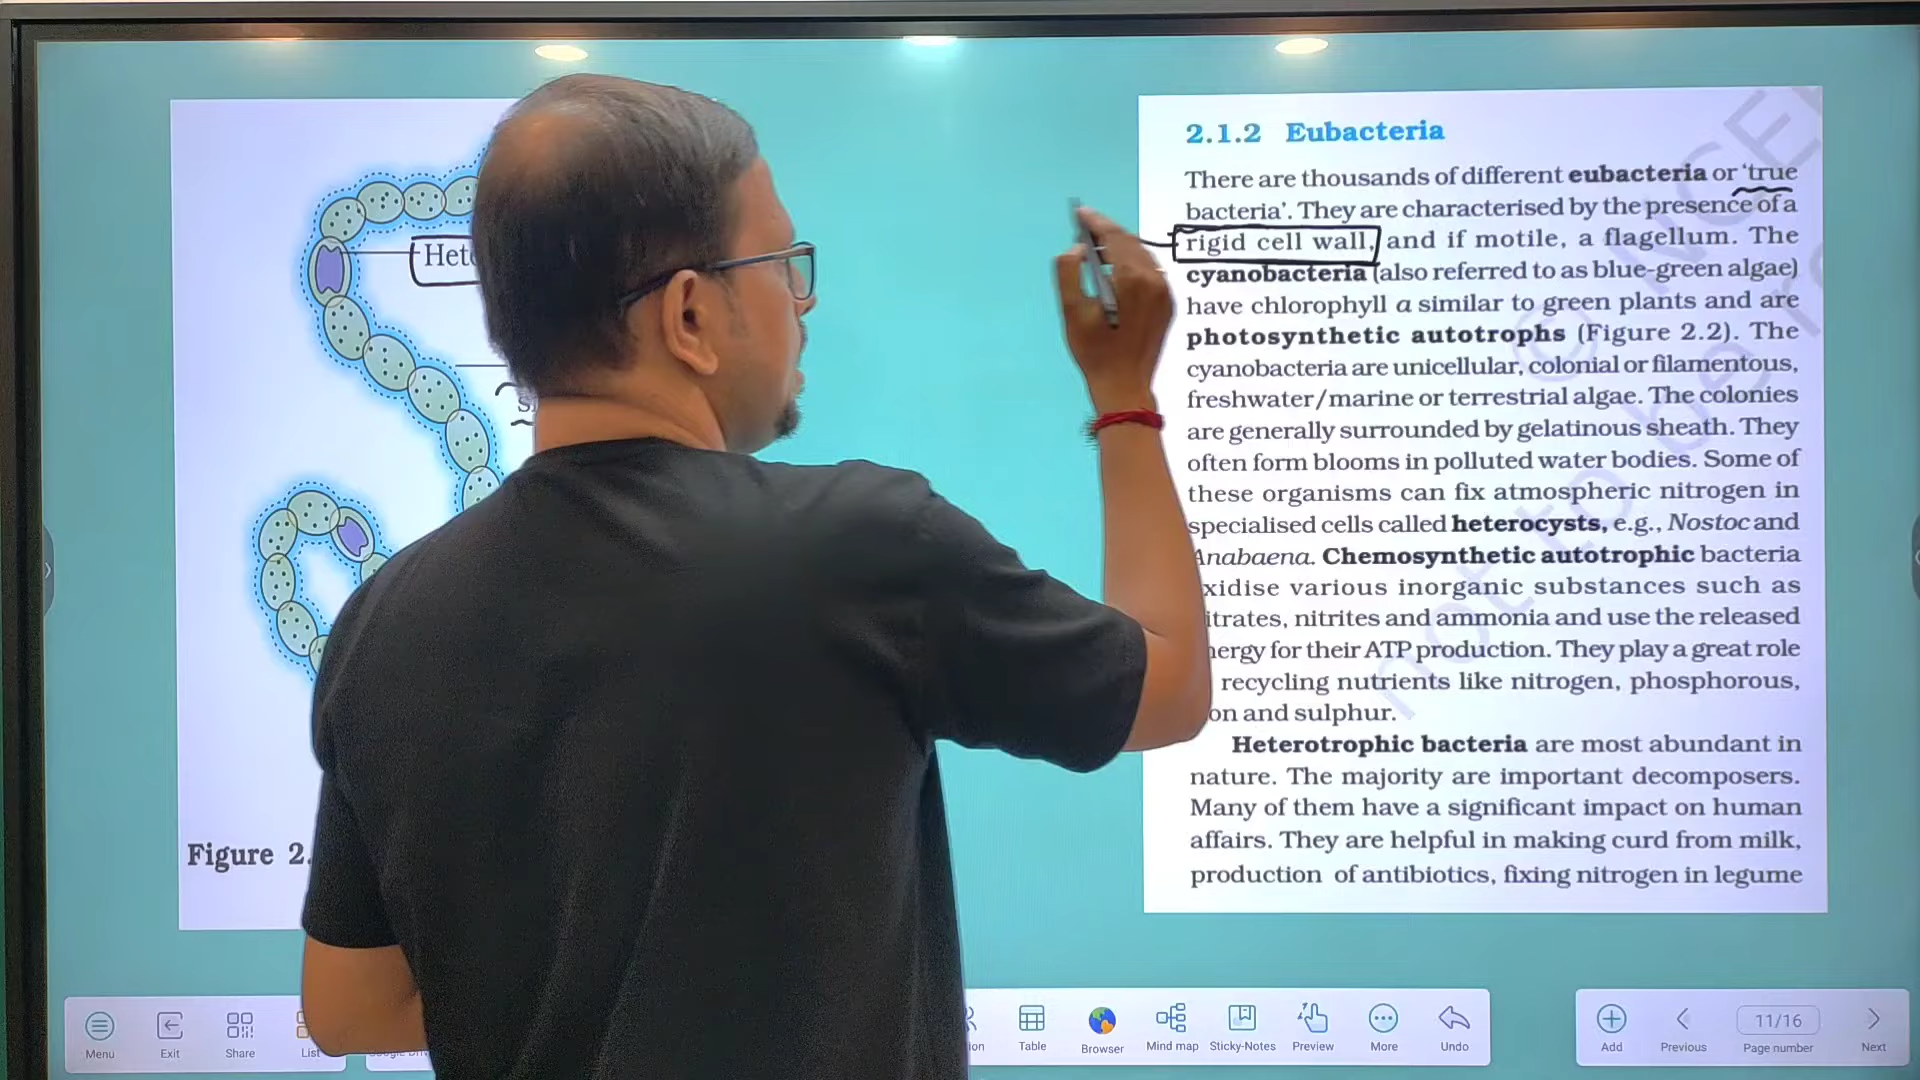 Het
s
Figure 2.
2.1.2 Eubacteria
There are thousands of different eubacteria or ‘true
bacteria’. They are characterised by the presence of a
rigid cell wall, and if motile, a flagellum. The
cyanobacteria (also referred to as blue-green algae)
have chlorophyll a similar to green plants and are
photosynthetic autotrophs (Figure 2.2). The
cyanobacteria are unicellular, colonial or filamentous,
freshwater/marine or terrestrial algae. The colonies
are generally surrounded by gelatinous sheath. They
often form blooms in polluted water bodies. Some of
these organisms can fix atmospheric nitrogen in
specialised cells called heterocysts, e.g., Nostoc and
Anabaena. Chemosynthetic autotrophic bacteria
xidise various inorganic substances such as
itrates, nitrites and ammonia and use the released
nergy for their ATP production. They play a great role
recycling nutrients like nitrogen, phosphorous,
on and sulphur.
Heterotrophic bacteria are most abundant in
nature. The majority are important decomposers.
Many of them have a significant impact on human
affairs. They are helpful in making curd from milk,
production of antibiotics, fixing nitrogen in legume
not to be re
Menu Exit Share List
Table Browser Mind map Sticky-Notes Preview More Undo
Add Previous 11/16 Page number Next